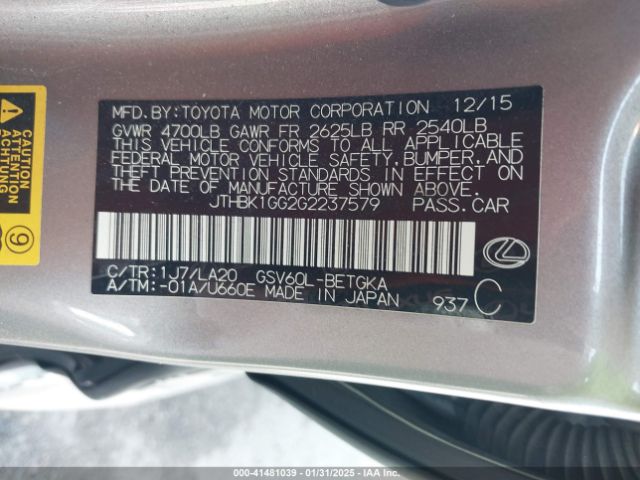 MFD.BY:TOYOTA MOTOR CORPORATION 12/15
GVWR 4700LB GAWR FR 2625LB RR 2540LB
THIS VEHICLE CONFORMS TO ALL APPLICABLE
FEDERAL MOTOR VEHICLE SAFETY, BUMPER, AND
THEFT PREVENTION STANDARDS IN EFFECT ON
THE DATE OF MANUFACTURE SHOWN ABOVE.
JTHBK1GG2G2237579 PASS.CAR
C/TR:1J7/LA20 GSV60L-BETGKA
A/TM:-01A/U660E MADE IN JAPAN 937 C
CAUTION
ATTENTION
9
00-41481039 - 01/31/2025 - IAA Inc.